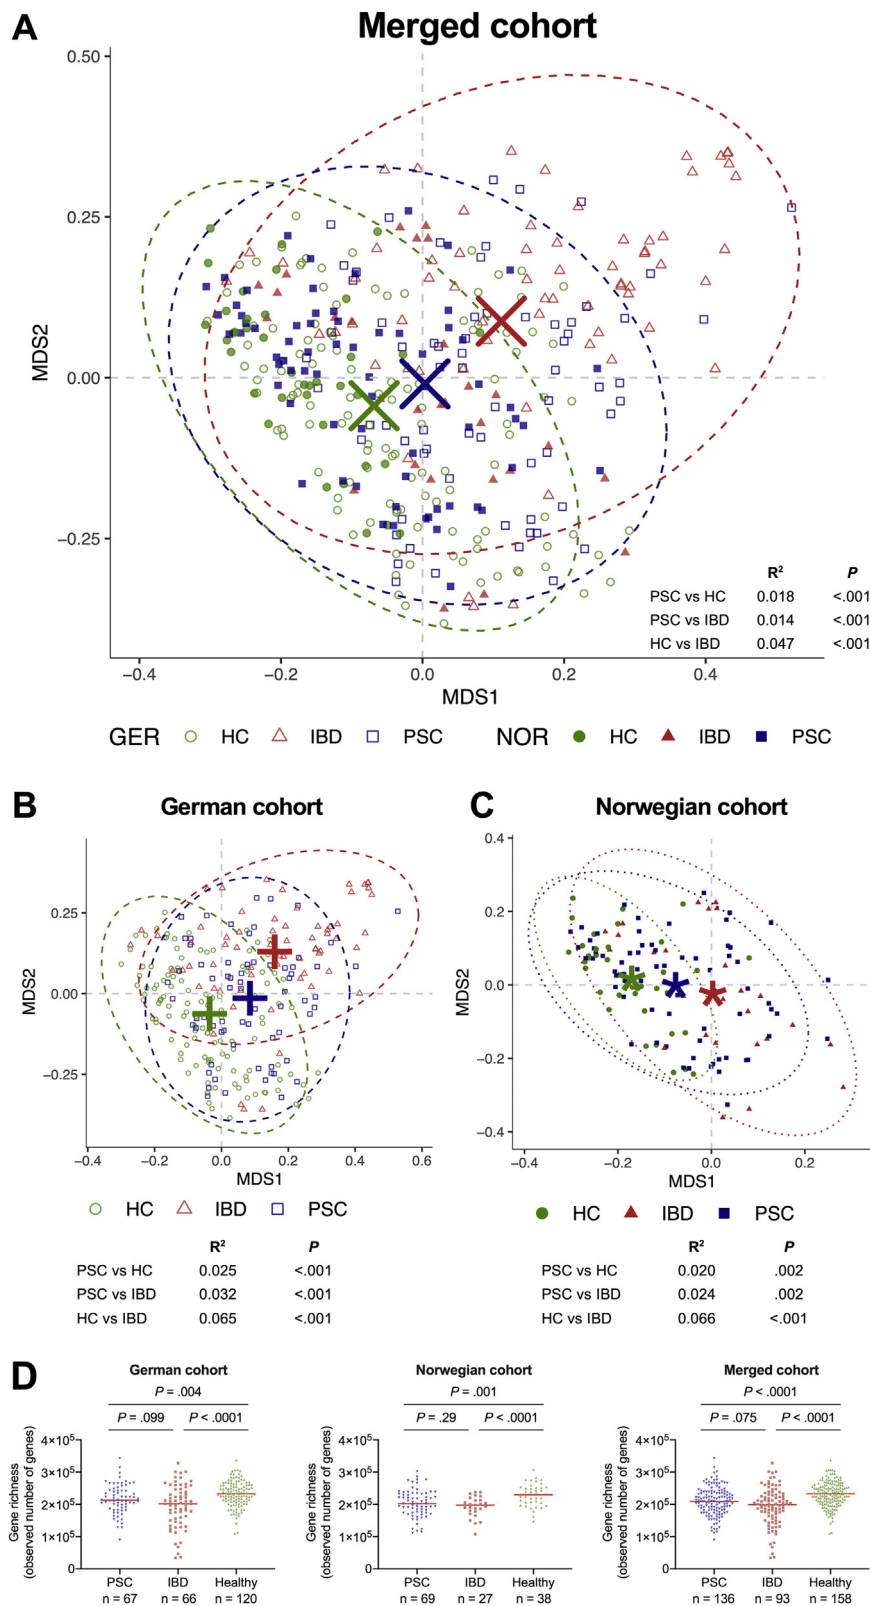 A
Merged cohort
0.50
0.25
0.00
−0.25
MDS2
R² P
PSC vs HC 0.018 <.001
PSC vs IBD 0.014 <.001
HC vs IBD 0.047 <.001
−0.4 −0.2 0.0 0.2 0.4
MDS1
GER HC IBD PSC NOR HC IBD PSC
B
German cohort
0.25
0.00
−0.25
MDS2
−0.4 −0.2 0.0 0.2 0.4 0.6
MDS1
HC IBD PSC
R² P
PSC vs HC 0.025 <.001
PSC vs IBD 0.032 <.001
HC vs IBD 0.065 <.001
C
Norwegian cohort
0.4
0.2
0.0
−0.2
−0.4
MDS2
−0.4 −0.2 0.0 0.2
MDS1
HC IBD PSC
R² P
PSC vs HC 0.020 .002
PSC vs IBD 0.024 .002
HC vs IBD 0.066 <.001
D
German cohort
P = .004
P = .099 P < .0001
Gene richness
(observed number of genes)
4×10⁵
3×10⁵
2×10⁵
1×10⁵
0
PSC IBD Healthy
n = 67 n = 66 n = 120
Norwegian cohort
P = .001
P = .29 P < .0001
Gene richness
(observed number of genes)
4×10⁵
3×10⁵
2×10⁵
1×10⁵
0
PSC IBD Healthy
n = 69 n = 27 n = 38
Merged cohort
P < .0001
P = .075 P < .0001
Gene richness
(observed number of genes)
4×10⁵
3×10⁵
2×10⁵
1×10⁵
0
PSC IBD Healthy
n = 136 n = 93 n = 158